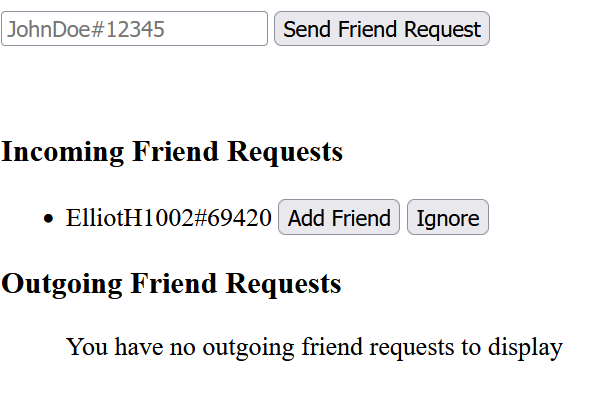 JohnDoe#12345 Send Friend Request
Incoming Friend Requests
ElliotH1002#69420 Add Friend Ignore
Outgoing Friend Requests
You have no outgoing friend requests to display